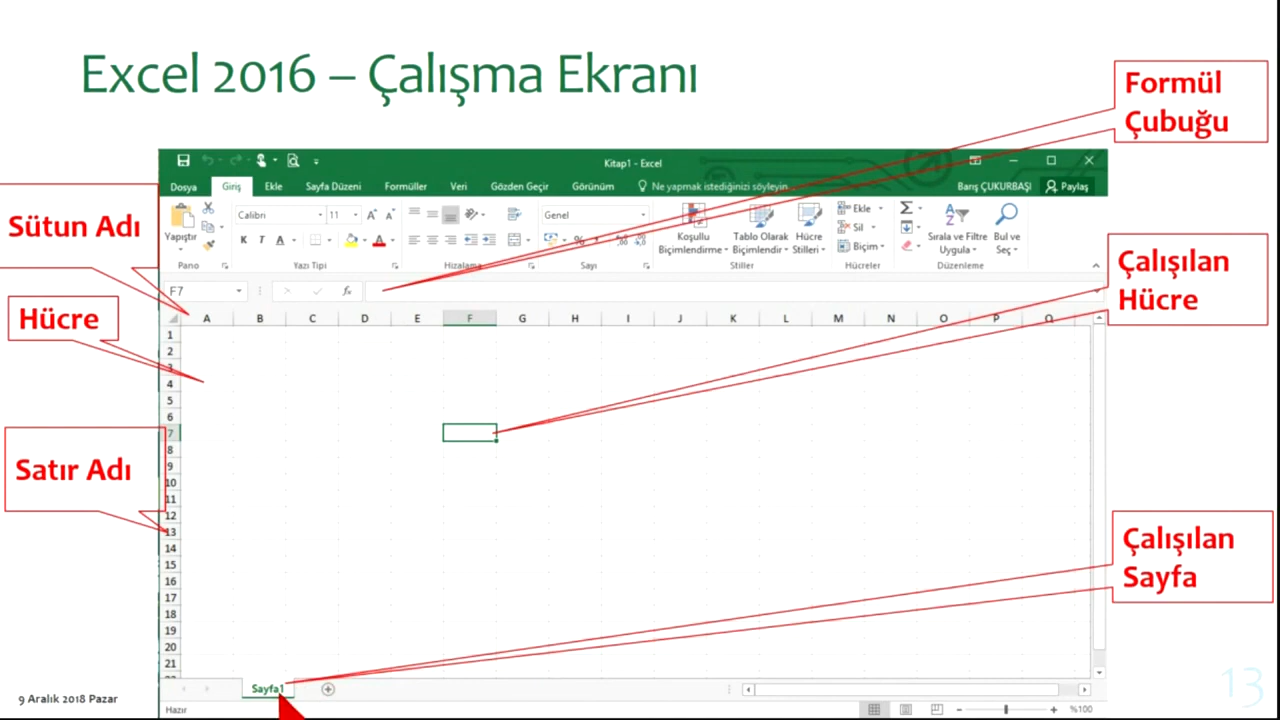 Excel 2016 – Çalışma Ekranı
Formül
Çubuğu
Kitap1 - Excel
Dosya Giriş Ekle Sayfa Düzeni Formüller Veri Gözden Geçir Görünüm Ne yapmak istediğinizi söyleyin... Barış ÇUKURBAŞI Paylaş
Sütun Adı
Yapıştır
Calibri 11
K T A
Genel
%
Koşullu
Biçimlendirme
Tablo Olarak
Biçimlendir
Hücre
Stilleri
Ekle
Sil
Biçim
Sırala ve Filtre
Uygula
Bul ve
Seç
Pano Yazı Tipi Hizalama Sayı Stiller Hücreler Düzenleme
Çalışılan
Hücre
F7 fx
Hücre
A B C D E F G H I J K L M N O P Q
1
2
3
4
5
6
7
8
9
10
11
12
13
14
15
16
17
18
19
20
21
22
Satır Adı
Çalışılan
Sayfa
Sayfa1
9 Aralık 2018 Pazar
Hazır
%100
13